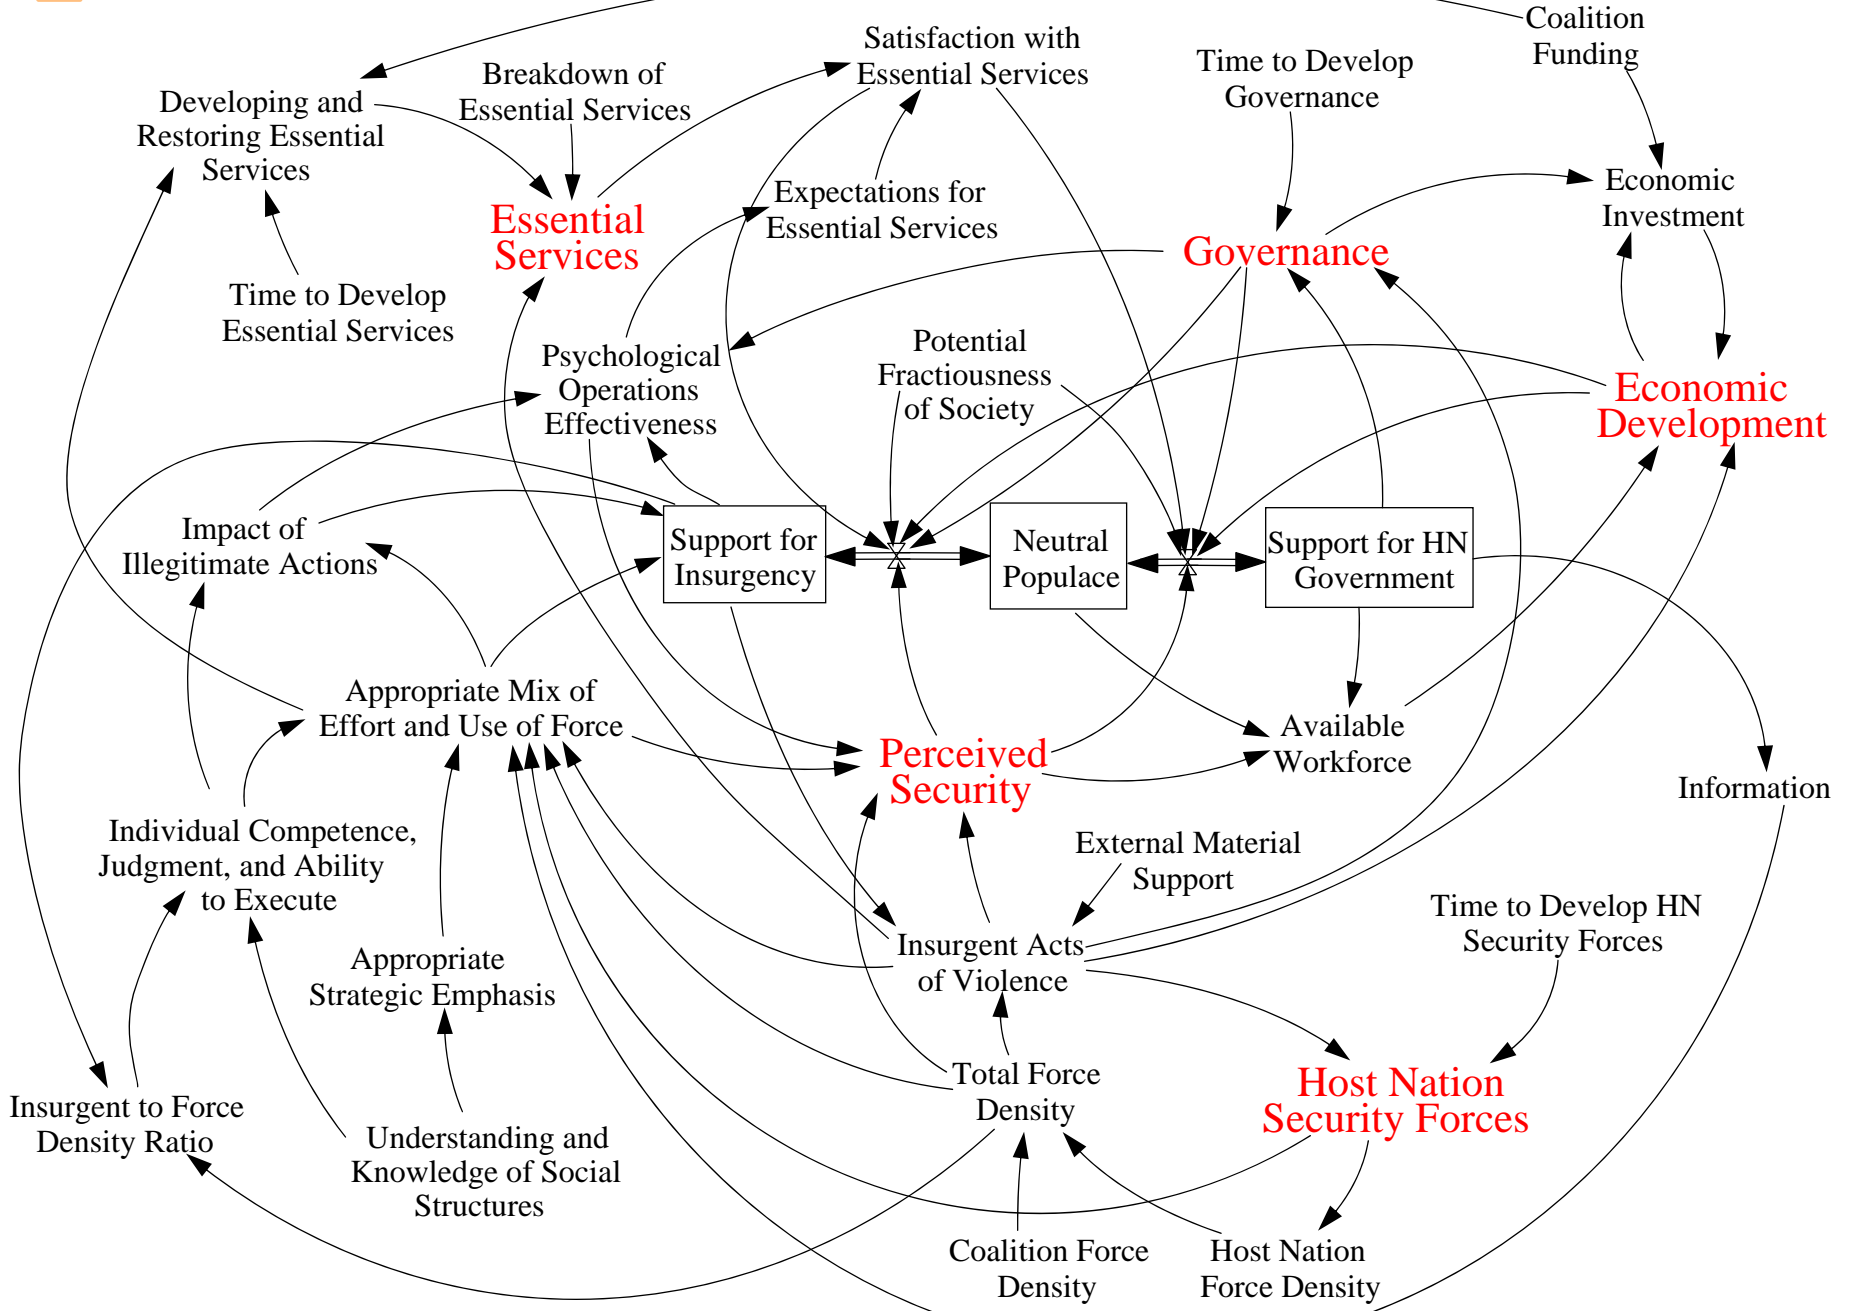 Coalition
Funding
Satisfaction with
Essential Services
Time to Develop
Governance
Breakdown of
Essential Services
Developing and
Restoring Essential
Services
Expectations for
Essential Services
Economic
Investment
Essential
Services
Governance
Time to Develop
Essential Services
Psychological
Operations
Effectiveness
Potential
Fractiousness
of Society
Economic
Development
Impact of
Illegitimate Actions
Support for
Insurgency
Neutral
Populace
Support for HN
Government
Appropriate Mix of
Effort and Use of Force
Perceived
Security
Available
Workforce
Information
Individual Competence,
Judgment, and Ability
to Execute
External Material
Support
Time to Develop HN
Security Forces
Appropriate
Strategic Emphasis
Insurgent Acts
of Violence
Total Force
Density
Host Nation
Security Forces
Insurgent to Force
Density Ratio
Understanding and
Knowledge of Social
Structures
Coalition Force
Density
Host Nation
Force Density